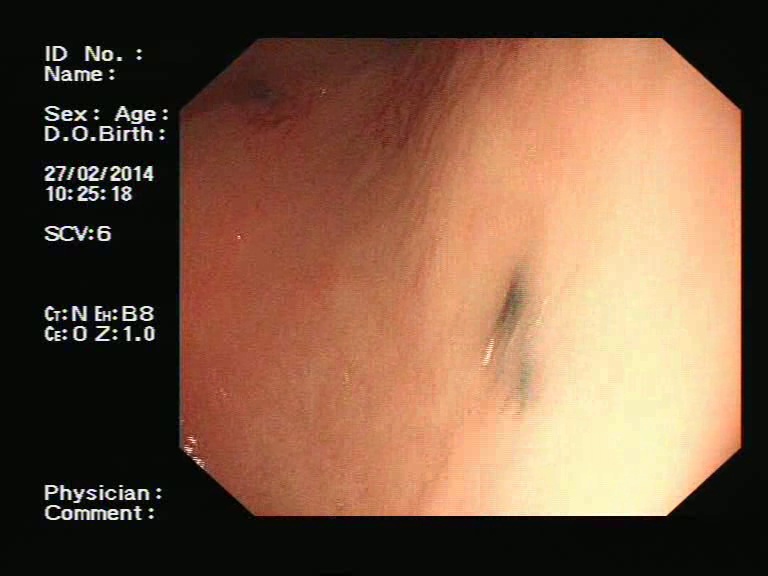 ID No. :
Name:
Sex: Age:
D.O.Birth:
27/02/2014
10:25:18
SCV:6
CT:N EH:B8
CE:0 Z:1.0
Physician:
Comment: